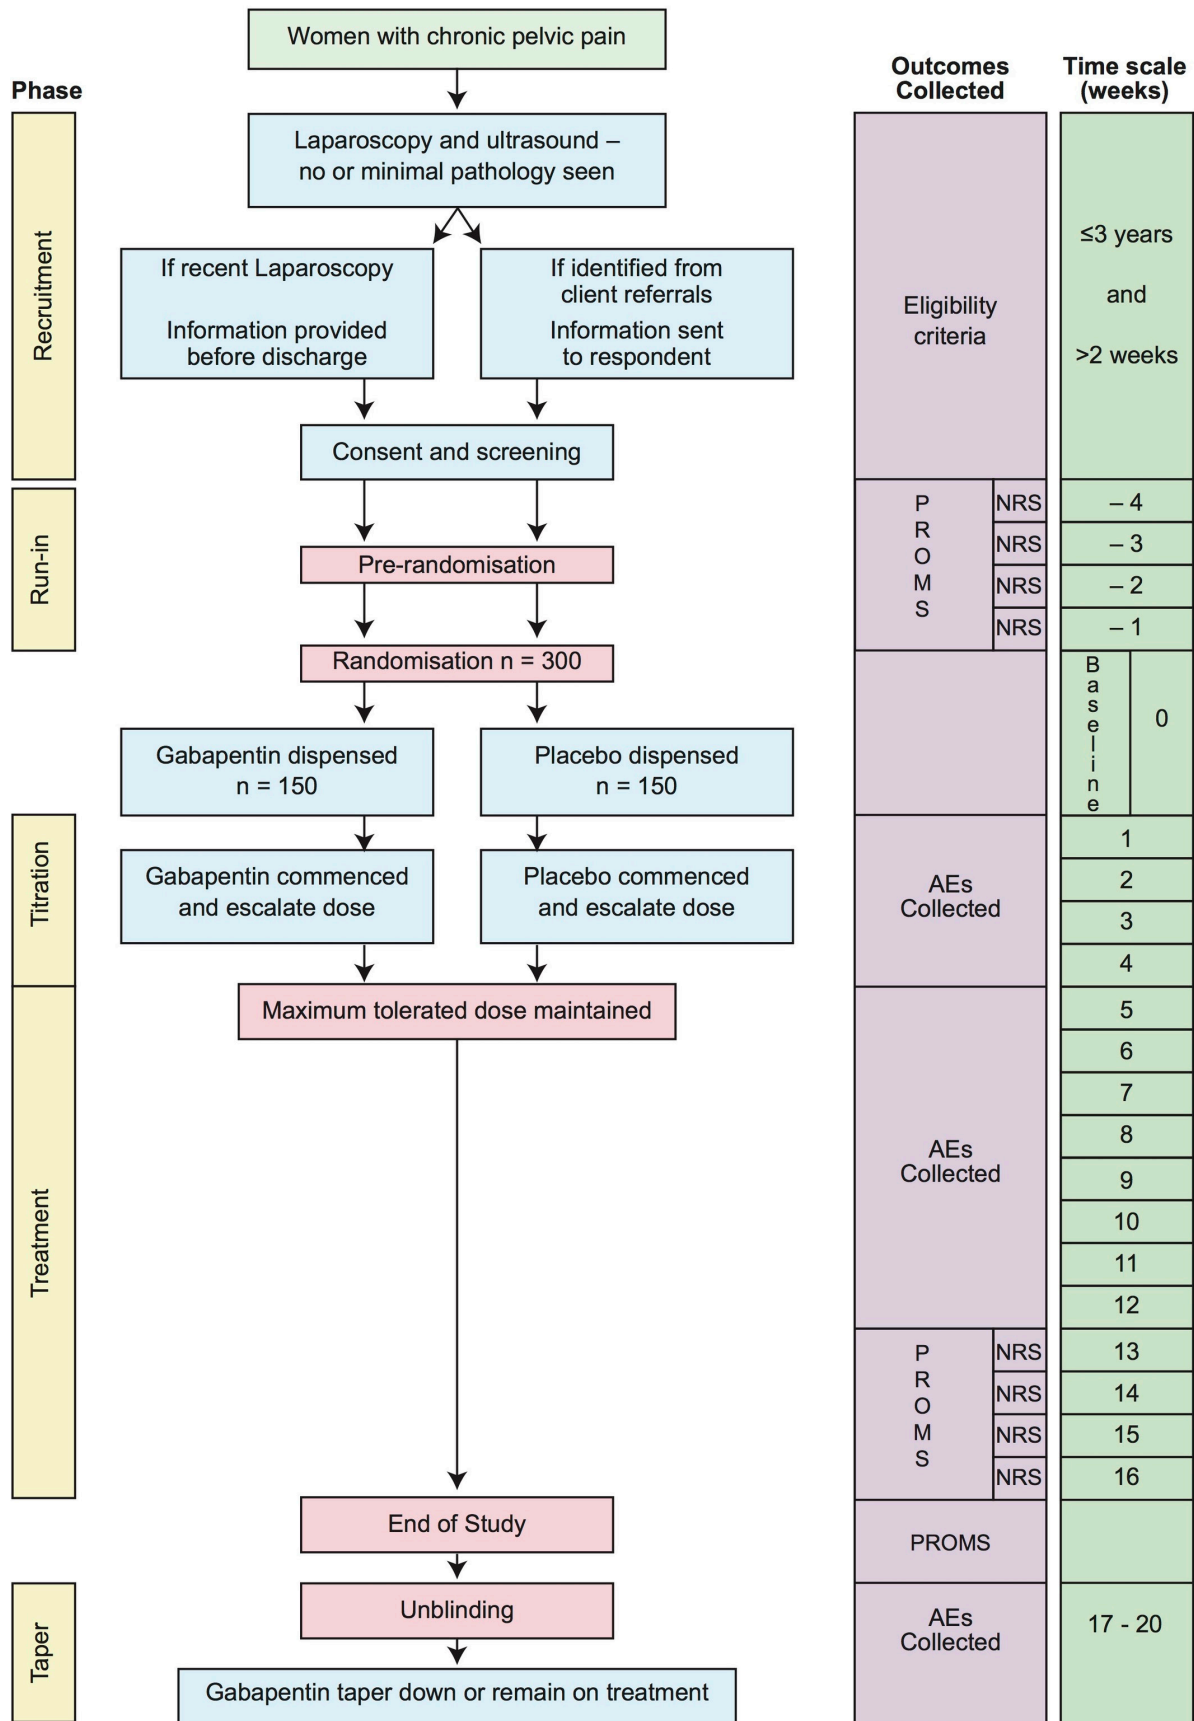 Women with chronic pelvic pain
Phase
Outcomes
Collected
Time scale
(weeks)
Recruitment
Laparoscopy and ultrasound –
no or minimal pathology seen
If recent Laparoscopy
Information provided
before discharge
If identified from
client referrals
Information sent
to respondent
Consent and screening
Eligibility
criteria
≤3 years
and
>2 weeks
Run-in
Pre-randomisation
Randomisation n = 300
P
R
O
M
S
NRS
NRS
NRS
NRS
– 4
– 3
– 2
– 1
Gabapentin dispensed
n = 150
Placebo dispensed
n = 150
B
a
s
e
l
i
n
e
0
Titration
Gabapentin commenced
and escalate dose
Placebo commenced
and escalate dose
AEs
Collected
1
2
3
4
Treatment
Maximum tolerated dose maintained
AEs
Collected
5
6
7
8
9
10
11
12
P
R
O
M
S
NRS
NRS
NRS
NRS
13
14
15
16
End of Study
PROMS
Taper
Unblinding
Gabapentin taper down or remain on treatment
AEs
Collected
17 - 20